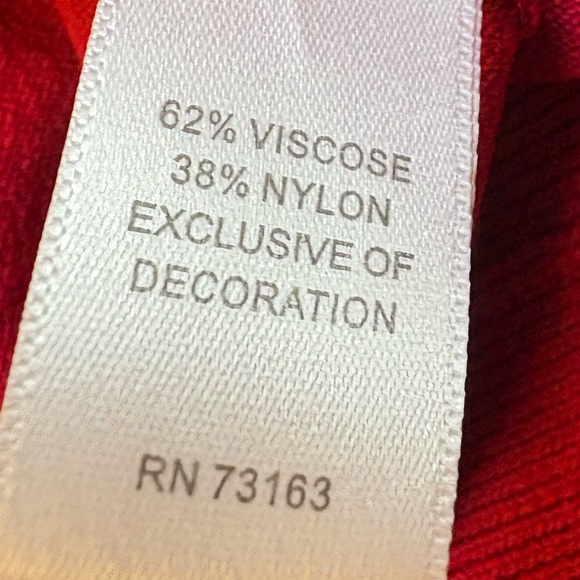 62% VISCOSE
38% NYLON
EXCLUSIVE OF
DECORATION
RN 73163